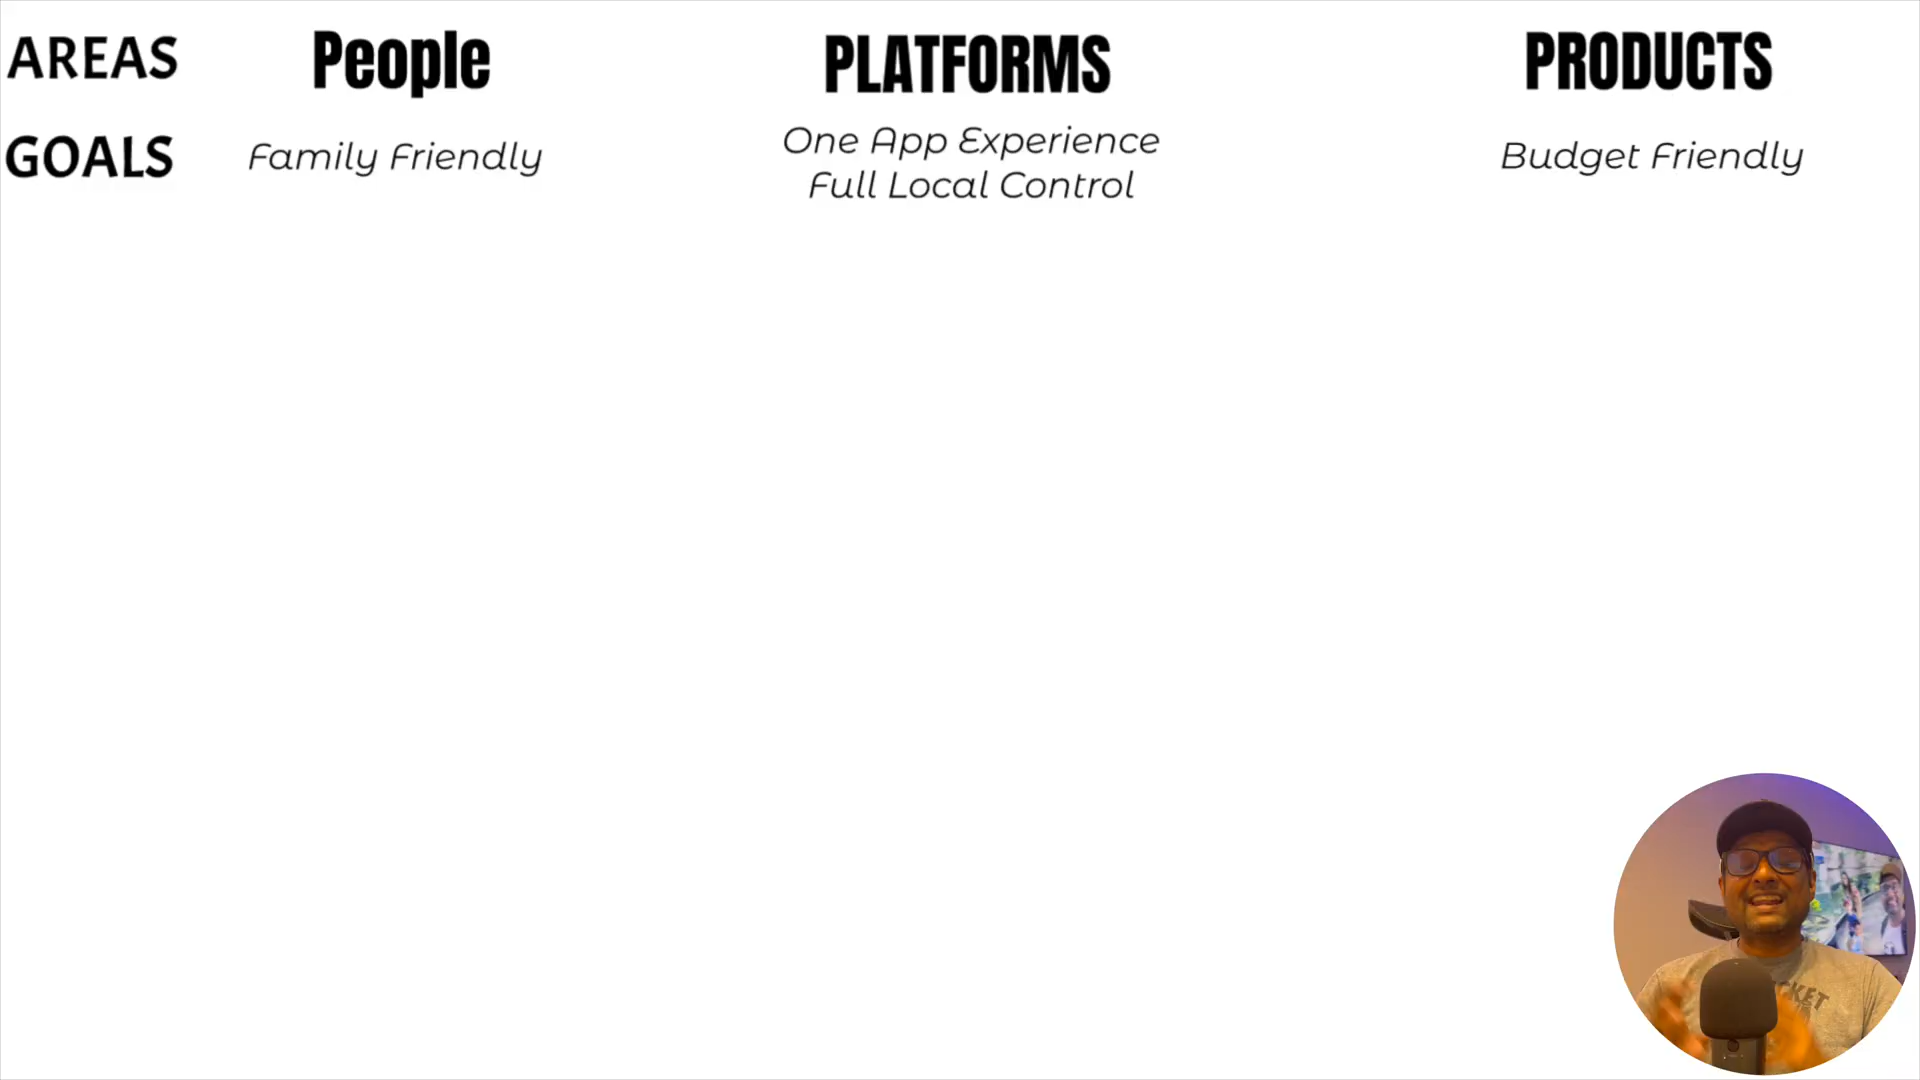 AREAS People PLATFORMS PRODUCTS
GOALS Family Friendly One App Experience Budget Friendly
Full Local Control